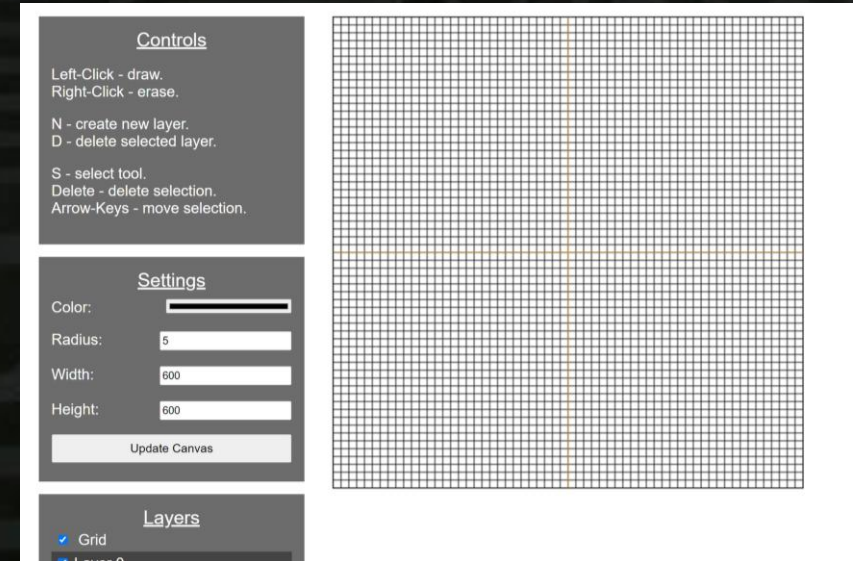 Controls
Left-Click - draw.
Right-Click - erase.
N - create new layer.
D - delete selected layer.
S - select tool.
Delete - delete selection.
Arrow-Keys - move selection.
Settings
Color:
Radius: 5
Width: 600
Height: 600
Update Canvas
Layers
Grid